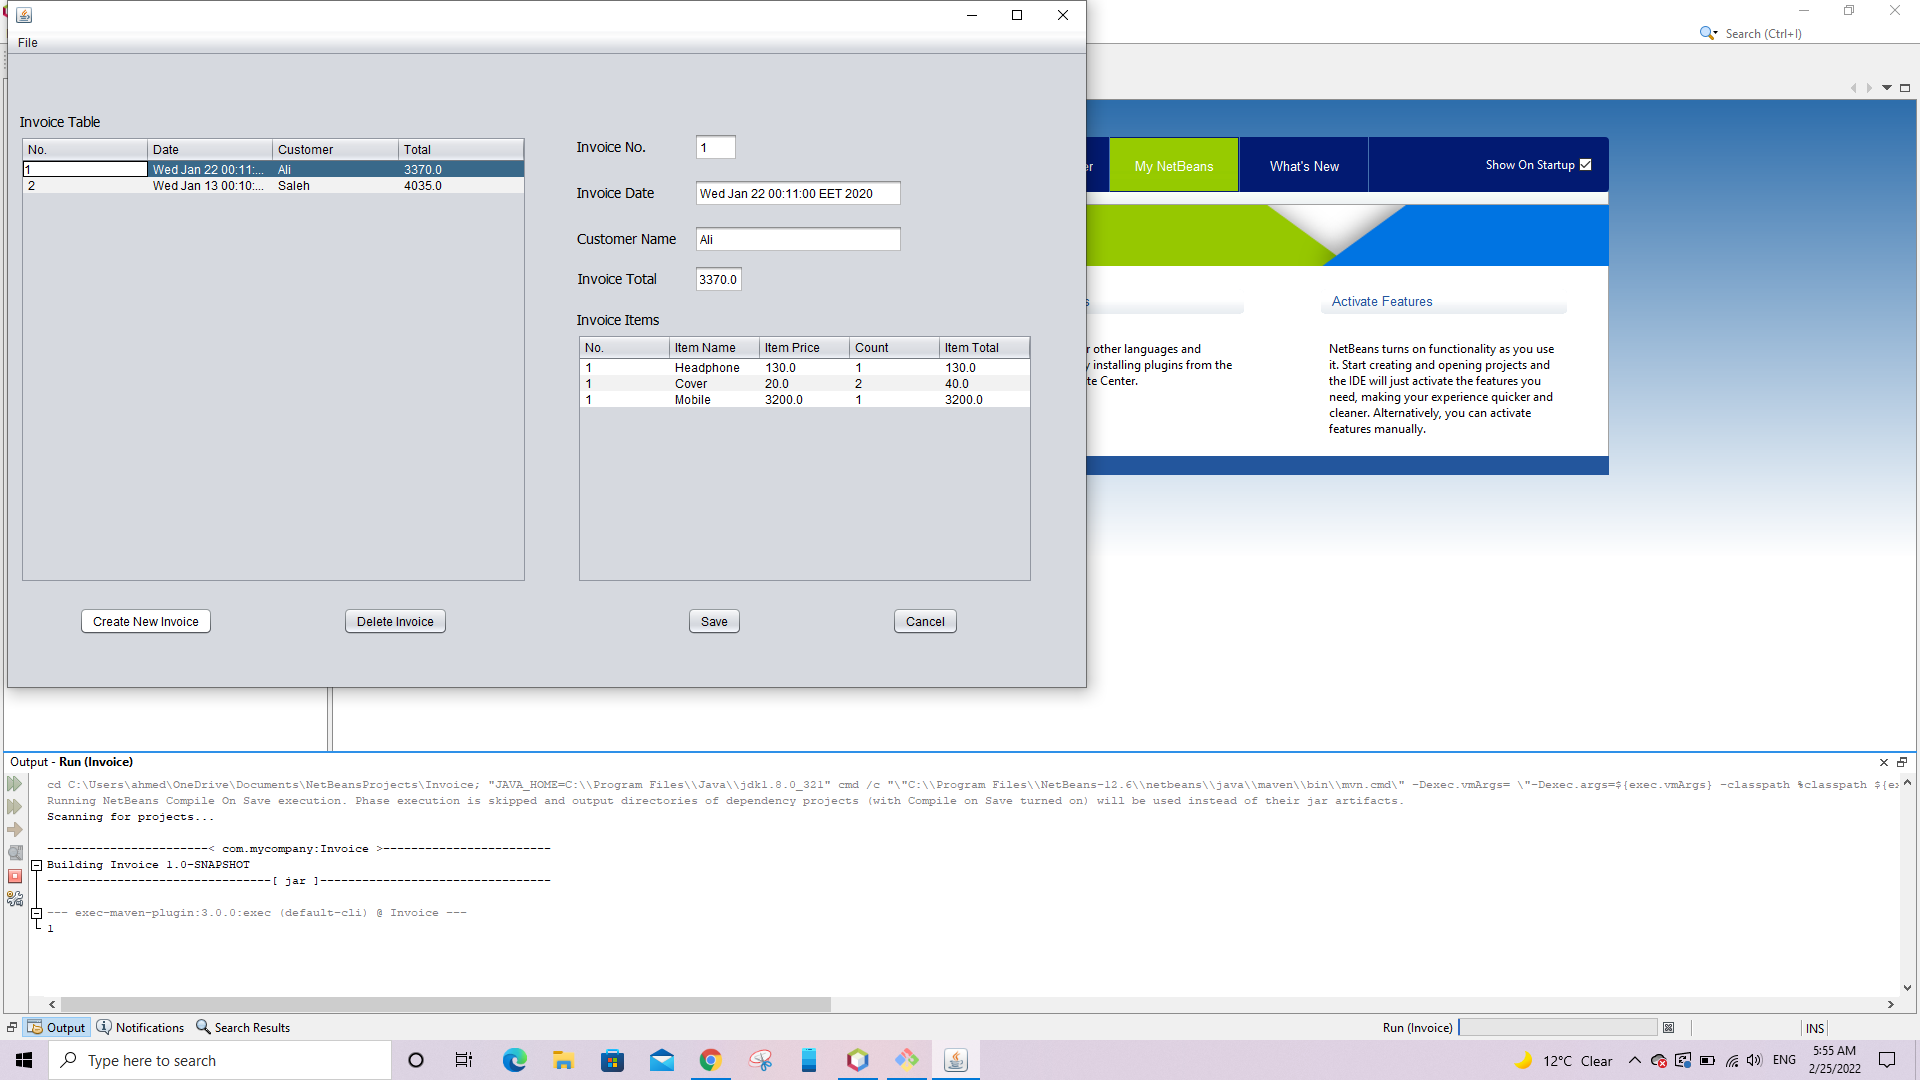 File
Search (Ctrl+I)
Invoice Table
No. Date Customer Total
1 Wed Jan 22 00:11:... Ali 3370.0
2 Wed Jan 13 00:10:... Saleh 4035.0
Invoice No. 1
Invoice Date Wed Jan 22 00:11:00 EET 2020
Customer Name Ali
Invoice Total 3370.0
Invoice Items
No. Item Name Item Price Count Item Total
1 Headphone 130.0 1 130.0
1 Cover 20.0 2 40.0
1 Mobile 3200.0 1 3200.0
Create New Invoice Delete Invoice Save Cancel
er My NetBeans What's New Show On Startup
s
r other languages and
y installing plugins from the
te Center.
Activate Features
NetBeans turns on functionality as you use
it. Start creating and opening projects and
the IDE will just activate the features you
need, making your experience quicker and
cleaner. Alternatively, you can activate
features manually.
Output - Run (Invoice)
cd C:\Users\ahmed\OneDrive\Documents\NetBeansProjects\Invoice; "JAVA_HOME=C:\\Program Files\\Java\\jdk1.8.0_321" cmd /c "\"C:\\Program Files\\NetBeans-12.6\\netbeans\\java\\maven\\bin\\mvn.cmd\" -Dexec.vmArgs= \"-Dexec.args=${exec.vmArgs} -classpath %classpath ${ex
Running NetBeans Compile On Save execution. Phase execution is skipped and output directories of dependency projects (with Compile on Save turned on) will be used instead of their jar artifacts.
Scanning for projects...
------------------------< com.mycompany:Invoice >------------------------
Building Invoice 1.0-SNAPSHOT
--------------------------------[ jar ]---------------------------------
--- exec-maven-plugin:3.0.0:exec (default-cli) @ Invoice ---
1
Output Notifications Search Results Run (Invoice) INS
Type here to search
12°C Clear ENG
5:55 AM
2/25/2022